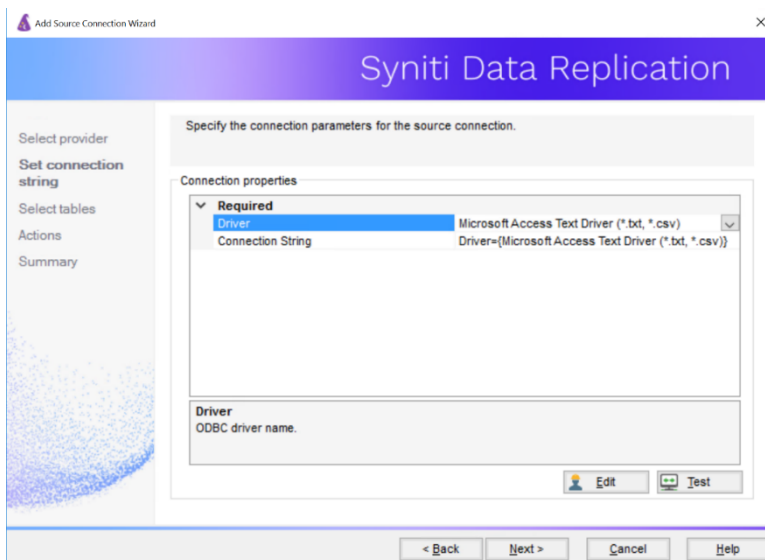 Add Source Connection Wizard
Syniti Data Replication
Select provider
Set connection
string
Select tables
Actions
Summary
Specify the connection parameters for the source connection.
Connection properties
Required
Driver Microsoft Access Text Driver (*.txt, *.csv)
Connection String Driver={Microsoft Access Text Driver (*.txt, *.csv)}
Driver
ODBC driver name.
Edit Test
< Back Next > Cancel Help